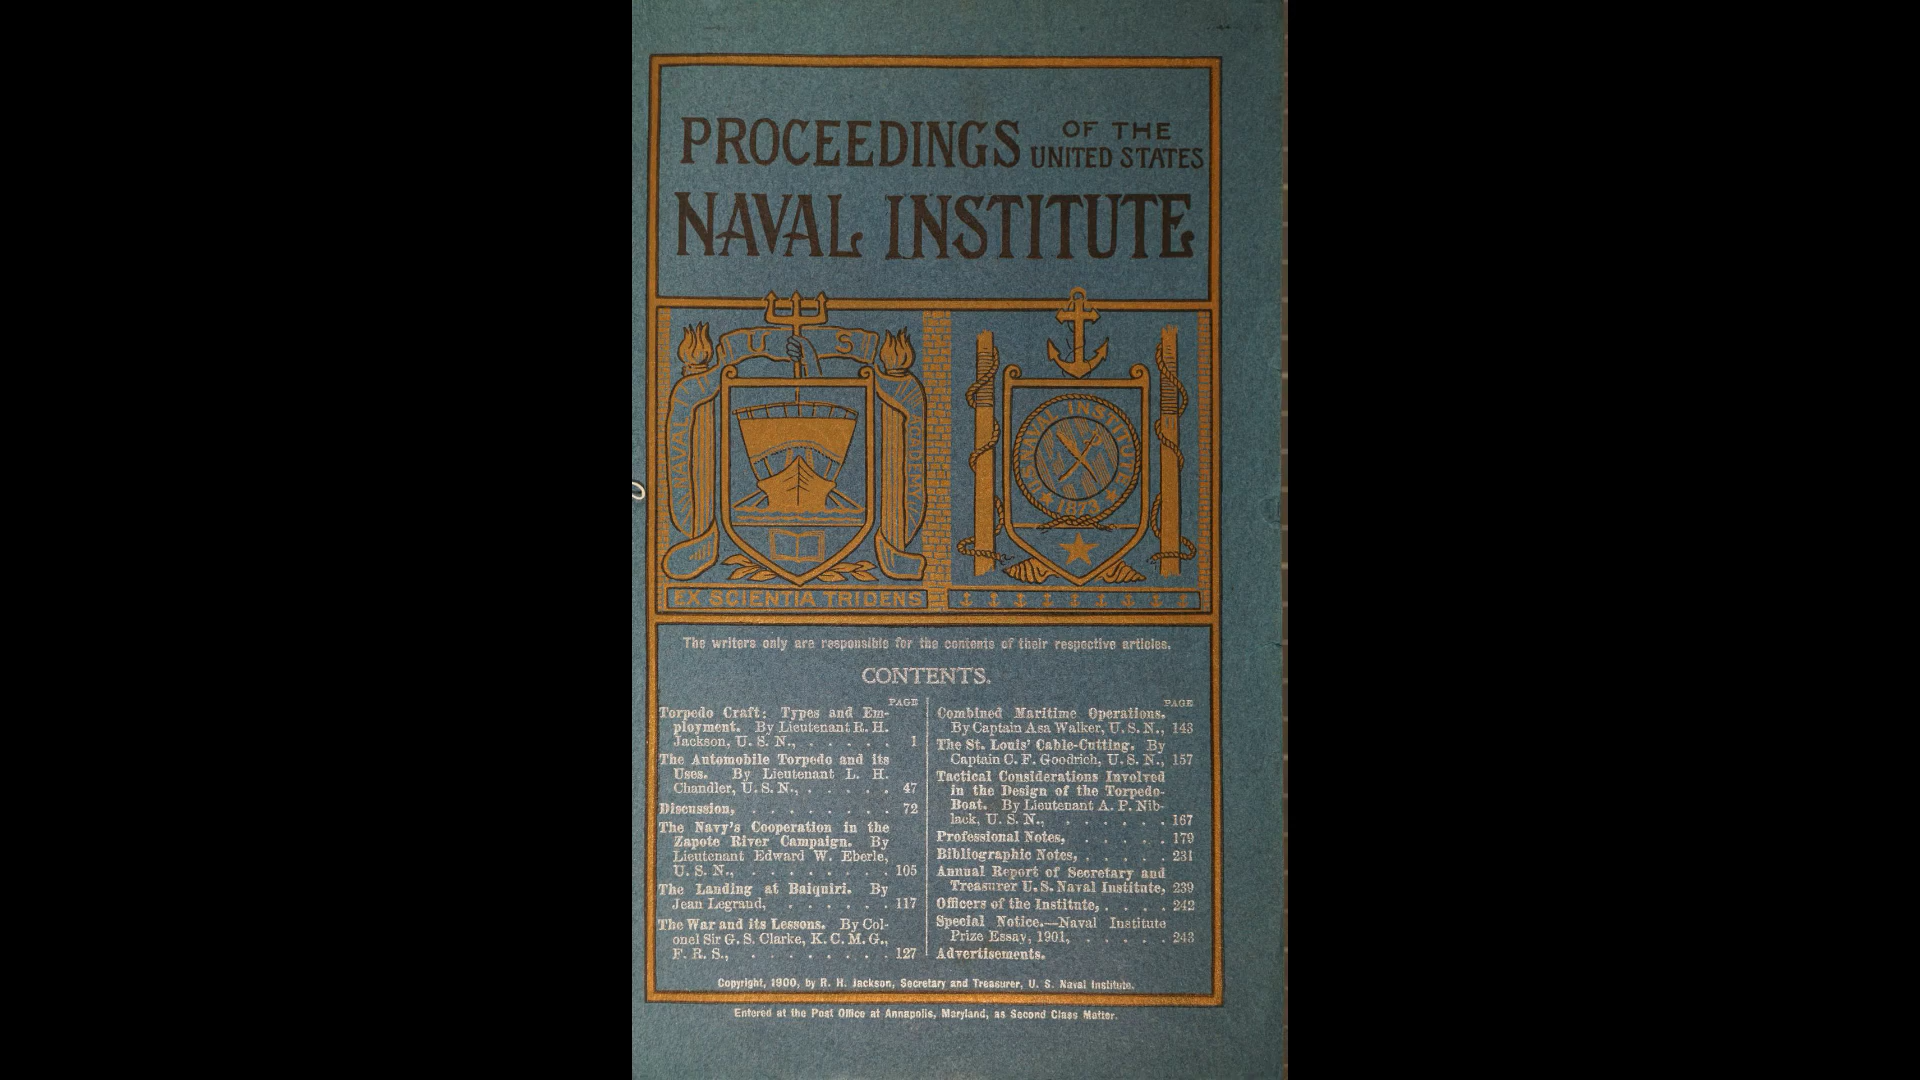 PROCEEDINGS OF THE
UNITED STATES
NAVAL INSTITUTE
U S
NAVAL
ACADEMY
U.S. NAVAL INSTITUTE
1873
EX SCIENTIA TRIDENS
The writers only are responsible for the contents of their respective articles.
CONTENTS.
PAGE
Torpedo Craft: Types and Em-
ployment. By Lieutenant R. H.
Jackson, U. S. N., . . . . . 1
The Automobile Torpedo and its
Uses. By Lieutenant L. H.
Chandler, U. S. N., . . . . . 47
Discussion, . . . . . . . . 72
The Navy's Cooperation in the
Zapote River Campaign. By
Lieutenant Edward W. Eberle,
U. S. N., . . . . . . . . . 105
The Landing at Baiquiri. By
Jean Legrand, . . . . . . 117
The War and its Lessons. By Col-
onel Sir G. S. Clarke, K. C. M. G.,
F. R. S., . . . . . . . . . 127
PAGE
Combined Maritime Operations.
By Captain Asa Walker, U. S. N., 143
The St. Louis' Cable-Cutting. By
Captain C. F. Goodrich, U. S. N., 157
Tactical Considerations Involved
in the Design of the Torpedo-
Boat. By Lieutenant A. P. Nib-
lack, U. S. N., . . . . . . 167
Professional Notes, . . . . . 179
Bibliographic Notes, . . . . . 231
Annual Report of Secretary and
Treasurer U. S. Naval Institute, 239
Officers of the Institute, . . . . 242
Special Notice.—Naval Institute
Prize Essay, 1901, . . . . . 243
Advertisements.
Copyright, 1900, by R. H. Jackson, Secretary and Treasurer, U. S. Naval Institute.
Entered at the Post Office at Annapolis, Maryland, as Second Class Matter.